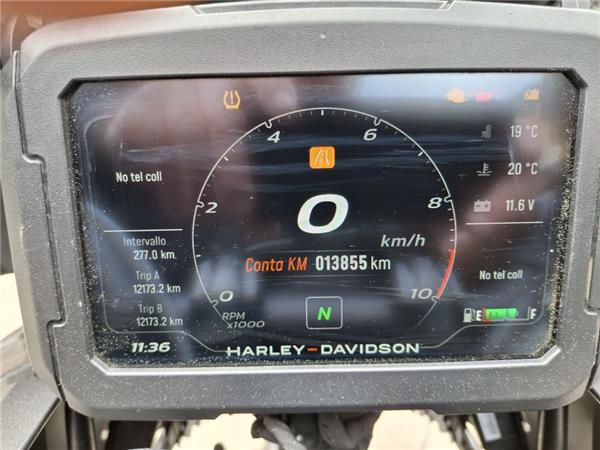 4
6
19 °C
No tel coll
20 °C
2
0
8
11.6 V
Intervallo
277.0 km
km/h
Conta KM 013855 km
Trip A
12173.2 km
No tel coll
0
10
RPM
x1000
N
E
F
Trip B
12173.2 km
11:36
HARLEY-DAVIDSON